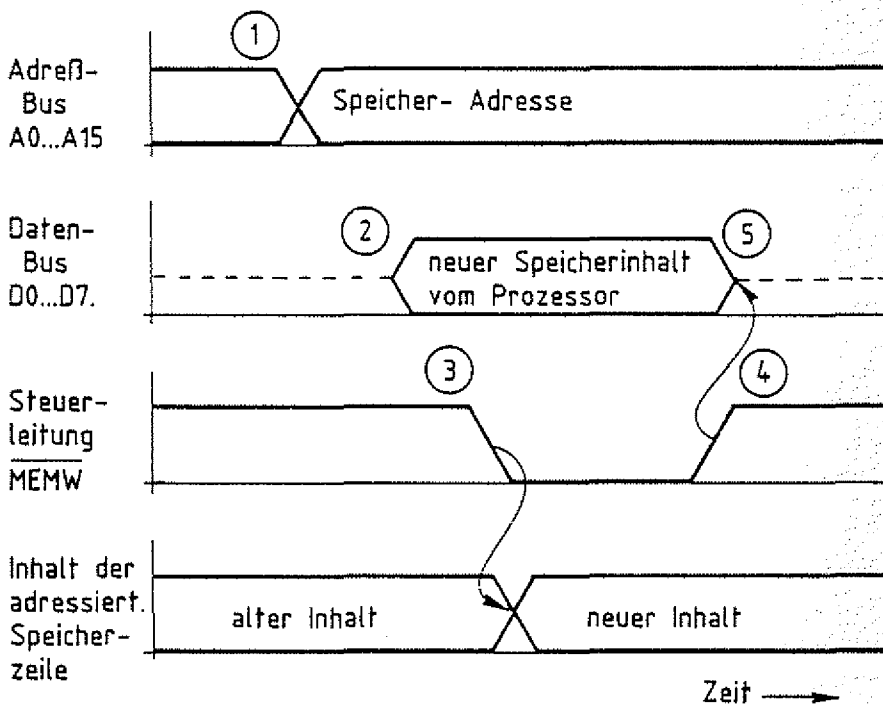 1
Adreß-
Bus
A0...A15
Speicher- Adresse
Daten-
Bus
D0...D7.
2
neuer Speicherinhalt
vom Prozessor
5
Steuer-
leitung
MEMW
3
4
Inhalt der
adressiert.
Speicher-
zeile
alter Inhalt
neuer Inhalt
Zeit